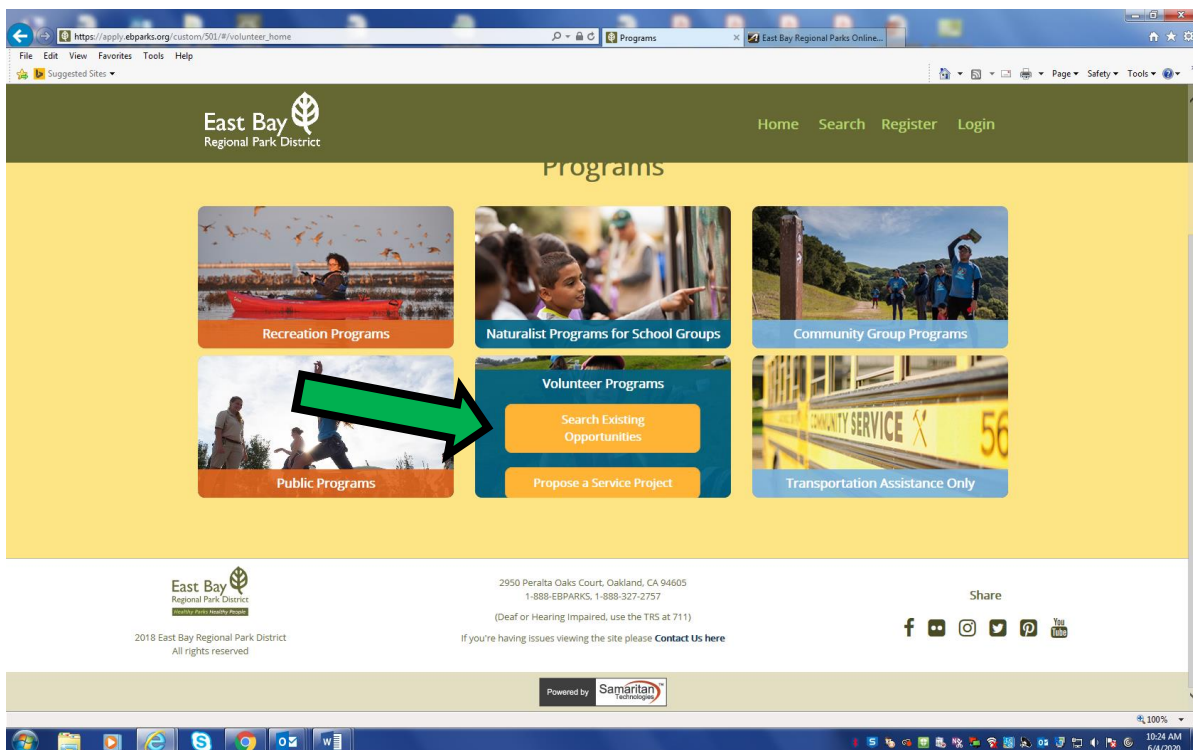 https://apply.ebparks.org/custom/501/#/volunteer_home
Programs
East Bay Regional Parks Online...
File Edit View Favorites Tools Help
Suggested Sites
Page Safety Tools
East Bay
Regional Park District
Home Search Register Login
Programs
Recreation Programs
Naturalist Programs for School Groups
Community Group Programs
Volunteer Programs
Search Existing
Opportunities
Propose a Service Project
Public Programs
COMMUNITY SERVICE 56
Transportation Assistance Only
East Bay
Regional Park District
Healthy Parks Healthy People
2018 East Bay Regional Park District
All rights reserved
2950 Peralta Oaks Court, Oakland, CA 94605
1-888-EBPARKS, 1-888-327-2757
(Deaf or Hearing Impaired, use the TRS at 711)
If you're having issues viewing the site please Contact Us here
Share
You
Tube
Powered by Samaritan
Technologies
TM
100%
10:24 AM
6/4/2020